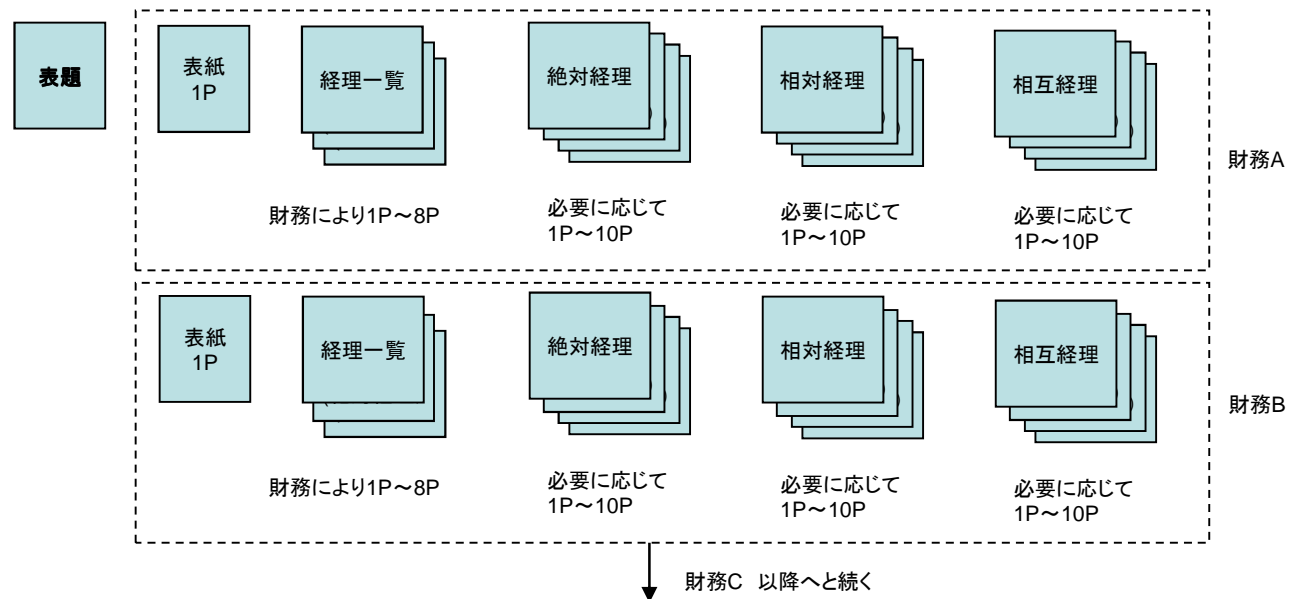 表題
表紙
1P
経理一覧
絶対経理
相対経理
相互経理
財務により1P～8P
必要に応じて
1P～10P
必要に応じて
1P～10P
必要に応じて
1P～10P
財務A
表紙
1P
経理一覧
絶対経理
相対経理
相互経理
財務により1P～8P
必要に応じて
1P～10P
必要に応じて
1P～10P
必要に応じて
1P～10P
財務B
財務C 以降へと続く